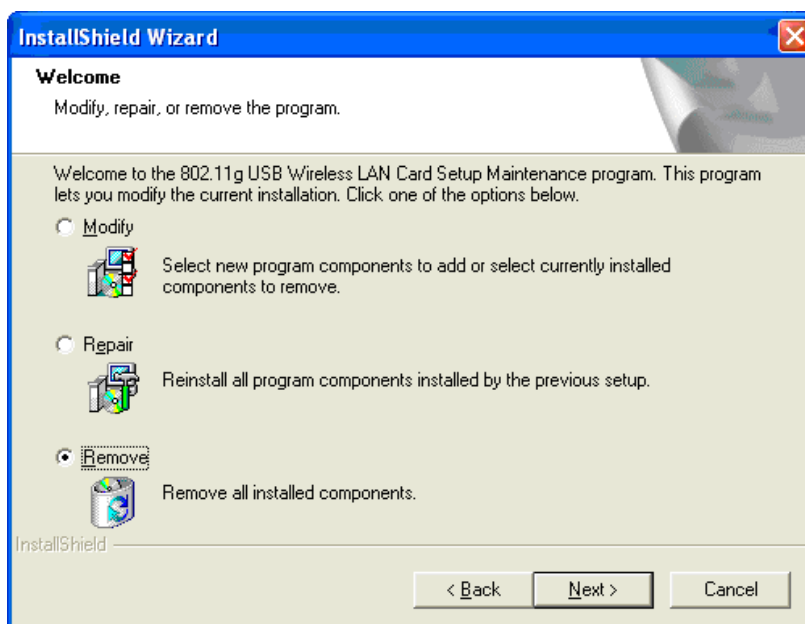 InstallShield Wizard
Welcome
Modify, repair, or remove the program.
Welcome to the 802.11g USB Wireless LAN Card Setup Maintenance program. This program
lets you modify the current installation. Click one of the options below.
Modify
Select new program components to add or select currently installed
components to remove.
Repair
Reinstall all program components installed by the previous setup.
Remove
Remove all installed components.
InstallShield
< Back
Next >
Cancel